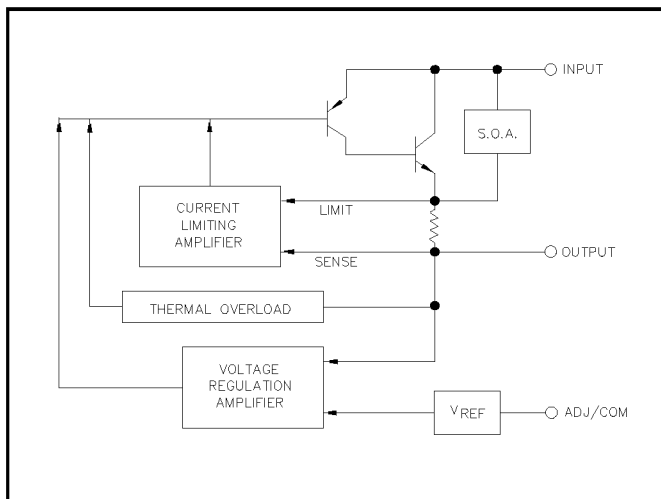 INPUT
S.O.A.
CURRENT
LIMITING
AMPLIFIER
LIMIT
SENSE
OUTPUT
THERMAL OVERLOAD
VOLTAGE
REGULATION
AMPLIFIER
VREF
ADJ/COM